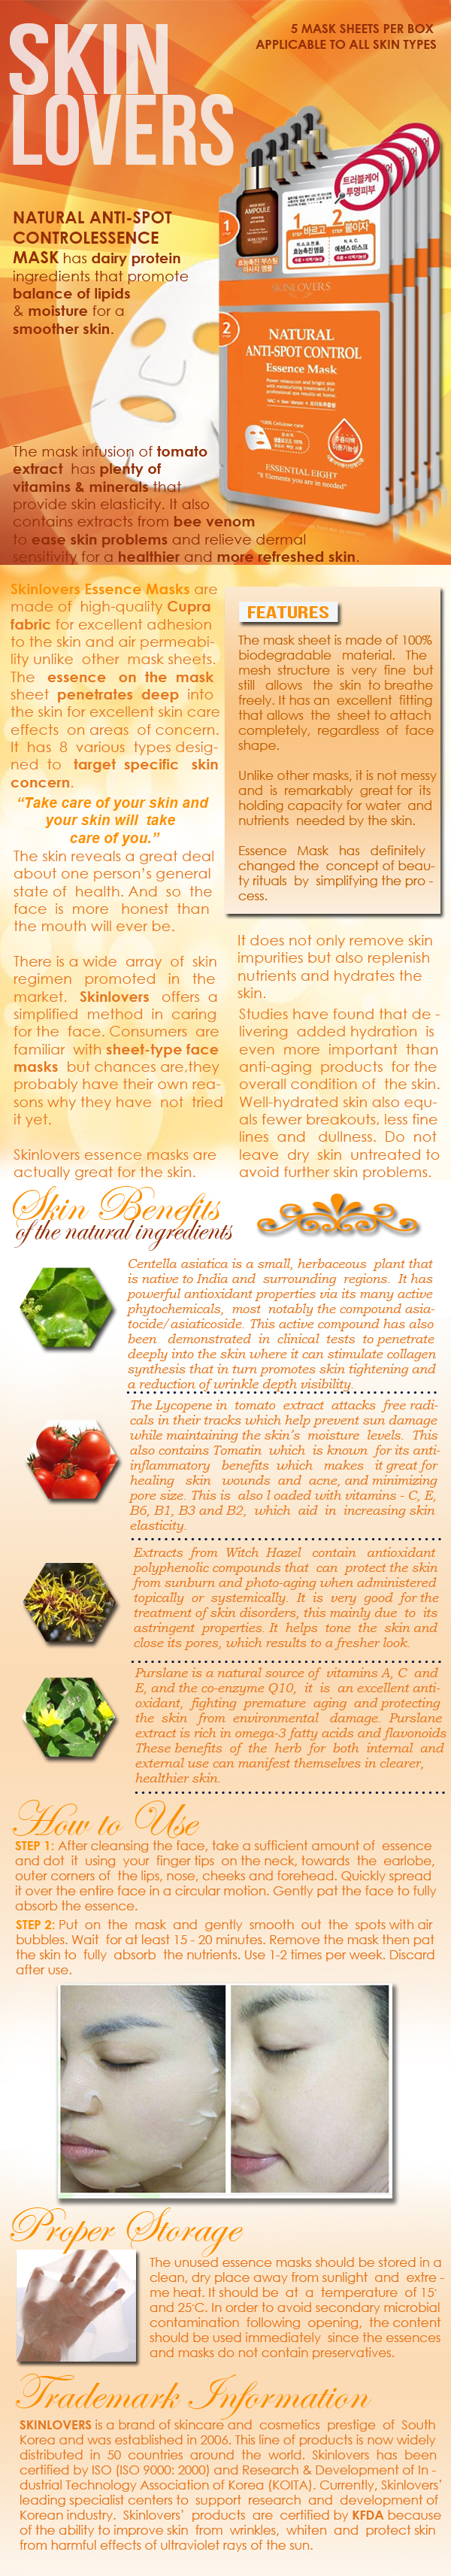 SKIN
LOVERS
5 MASK SHEETS PER BOX
APPLICABLE TO ALL SKIN TYPES
NATURAL ANTI-SPOT
CONTROLESSENCE
MASK has dairy protein
ingredients that promote
balance of lipids
& moisture for a
smoother skin.
트러블케어
투명피부
1
STEP
AMPOULE
1 바르고
2 붙이자
SKINLOVERS
2
STEP
NATURAL
ANTI-SPOT CONTROL
Essence Mask
ESSENTIAL EIGHT
"8 Elements you are in needed"
The mask infusion of tomato
extract has plenty of
vitamins & minerals that
provide skin elasticity. It also
contains extracts from bee venom
to ease skin problems and relieve dermal
sensitivity for a healthier and more refreshed skin.
Skinlovers Essence Masks are
made of high-quality Cupra
fabric for excellent adhesion
to the skin and air permeabi-
lity unlike other mask sheets.
The essence on the mask
sheet penetrates deep into
the skin for excellent skin care
effects on areas of concern.
It has 8 various types desig-
ned to target specific skin
concern.
“Take care of your skin and
your skin will take
care of you.”
The skin reveals a great deal
about one person’s general
state of health. And so the
face is more honest than
the mouth will ever be.
There is a wide array of skin
regimen promoted in the
market. Skinlovers offers a
simplified method in caring
for the face. Consumers are
familiar with sheet-type face
masks but chances are,they
probably have their own rea-
sons why they have not tried
it yet.
Skinlovers essence masks are
actually great for the skin.
FEATURES
The mask sheet is made of 100%
biodegradable material. The
mesh structure is very fine but
still allows the skin to breathe
freely. It has an excellent fitting
that allows the sheet to attach
completely, regardless of face
shape.
Unlike other masks, it is not messy
and is remarkably great for its
holding capacity for water and
nutrients needed by the skin.
Essence Mask has definitely
changed the concept of beau-
ty rituals by simplifying the pro -
cess.
It does not only remove skin
impurities but also replenish
nutrients and hydrates the
skin.
Studies have found that de -
livering added hydration is
even more important than
anti-aging products for the
overall condition of the skin.
Well-hydrated skin also equ-
als fewer breakouts, less fine
lines and dullness. Do not
leave dry skin untreated to
avoid further skin problems.
Skin Benefits
of the natural ingredients
Centella asiatica is a small, herbaceous plant that
is native to India and surrounding regions. It has
powerful antioxidant properties via its many active
phytochemicals, most notably the compound asia-
tocide/ asiaticoside. This active compound has also
been demonstrated in clinical tests to penetrate
deeply into the skin where it can stimulate collagen
synthesis that in turn promotes skin tightening and
a reduction of wrinkle depth visibility.
The Lycopene in tomato extract attacks free radi-
cals in their tracks which help prevent sun damage
while maintaining the skin’s moisture levels. This
also contains Tomatin which is known for its anti-
inflammatory benefits which makes it great for
healing skin wounds and acne, and minimizing
pore size. This is also l oaded with vitamins - C, E,
B6, B1, B3 and B2, which aid in increasing skin
elasticity.
Extracts from Witch Hazel contain antioxidant
polyphenolic compounds that can protect the skin
from sunburn and photo-aging when administered
topically or systemically. It is very good for the
treatment of skin disorders, this mainly due to its
astringent properties. It helps tone the skin and
close its pores, which results to a fresher look.
Purslane is a natural source of vitamins A, C and
E, and the co-enzyme Q10, it is an excellent anti-
oxidant, fighting premature aging and protecting
the skin from environmental damage. Purslane
extract is rich in omega-3 fatty acids and flavonoids
These benefits of the herb for both internal and
external use can manifest themselves in clearer,
healthier skin.
How to Use
STEP 1: After cleansing the face, take a sufficient amount of essence
and dot it using your finger tips on the neck, towards the earlobe,
outer corners of the lips, nose, cheeks and forehead. Quickly spread
it over the entire face in a circular motion. Gently pat the face to fully
absorb the essence.
STEP 2: Put on the mask and gently smooth out the spots with air
bubbles. Wait for at least 15 - 20 minutes. Remove the mask then pat
the skin to fully absorb the nutrients. Use 1-2 times per week. Discard
after use.
Proper Storage
The unused essence masks should be stored in a
clean, dry place away from sunlight and extre -
me heat. It should be at a temperature of 15°
and 25°C. In order to avoid secondary microbial
contamination following opening, the content
should be used immediately since the essences
and masks do not contain preservatives.
Trademark Information
SKINLOVERS is a brand of skincare and cosmetics prestige of South
Korea and was established in 2006. This line of products is now widely
distributed in 50 countries around the world. Skinlovers has been
certified by ISO (ISO 9000: 2000) and Research & Development of In -
dustrial Technology Association of Korea (KOITA). Currently, Skinlovers’
leading specialist centers to support research and development of
Korean industry. Skinlovers’ products are certified by KFDA because
of the ability to improve skin from wrinkles, whiten and protect skin
from harmful effects of ultraviolet rays of the sun.